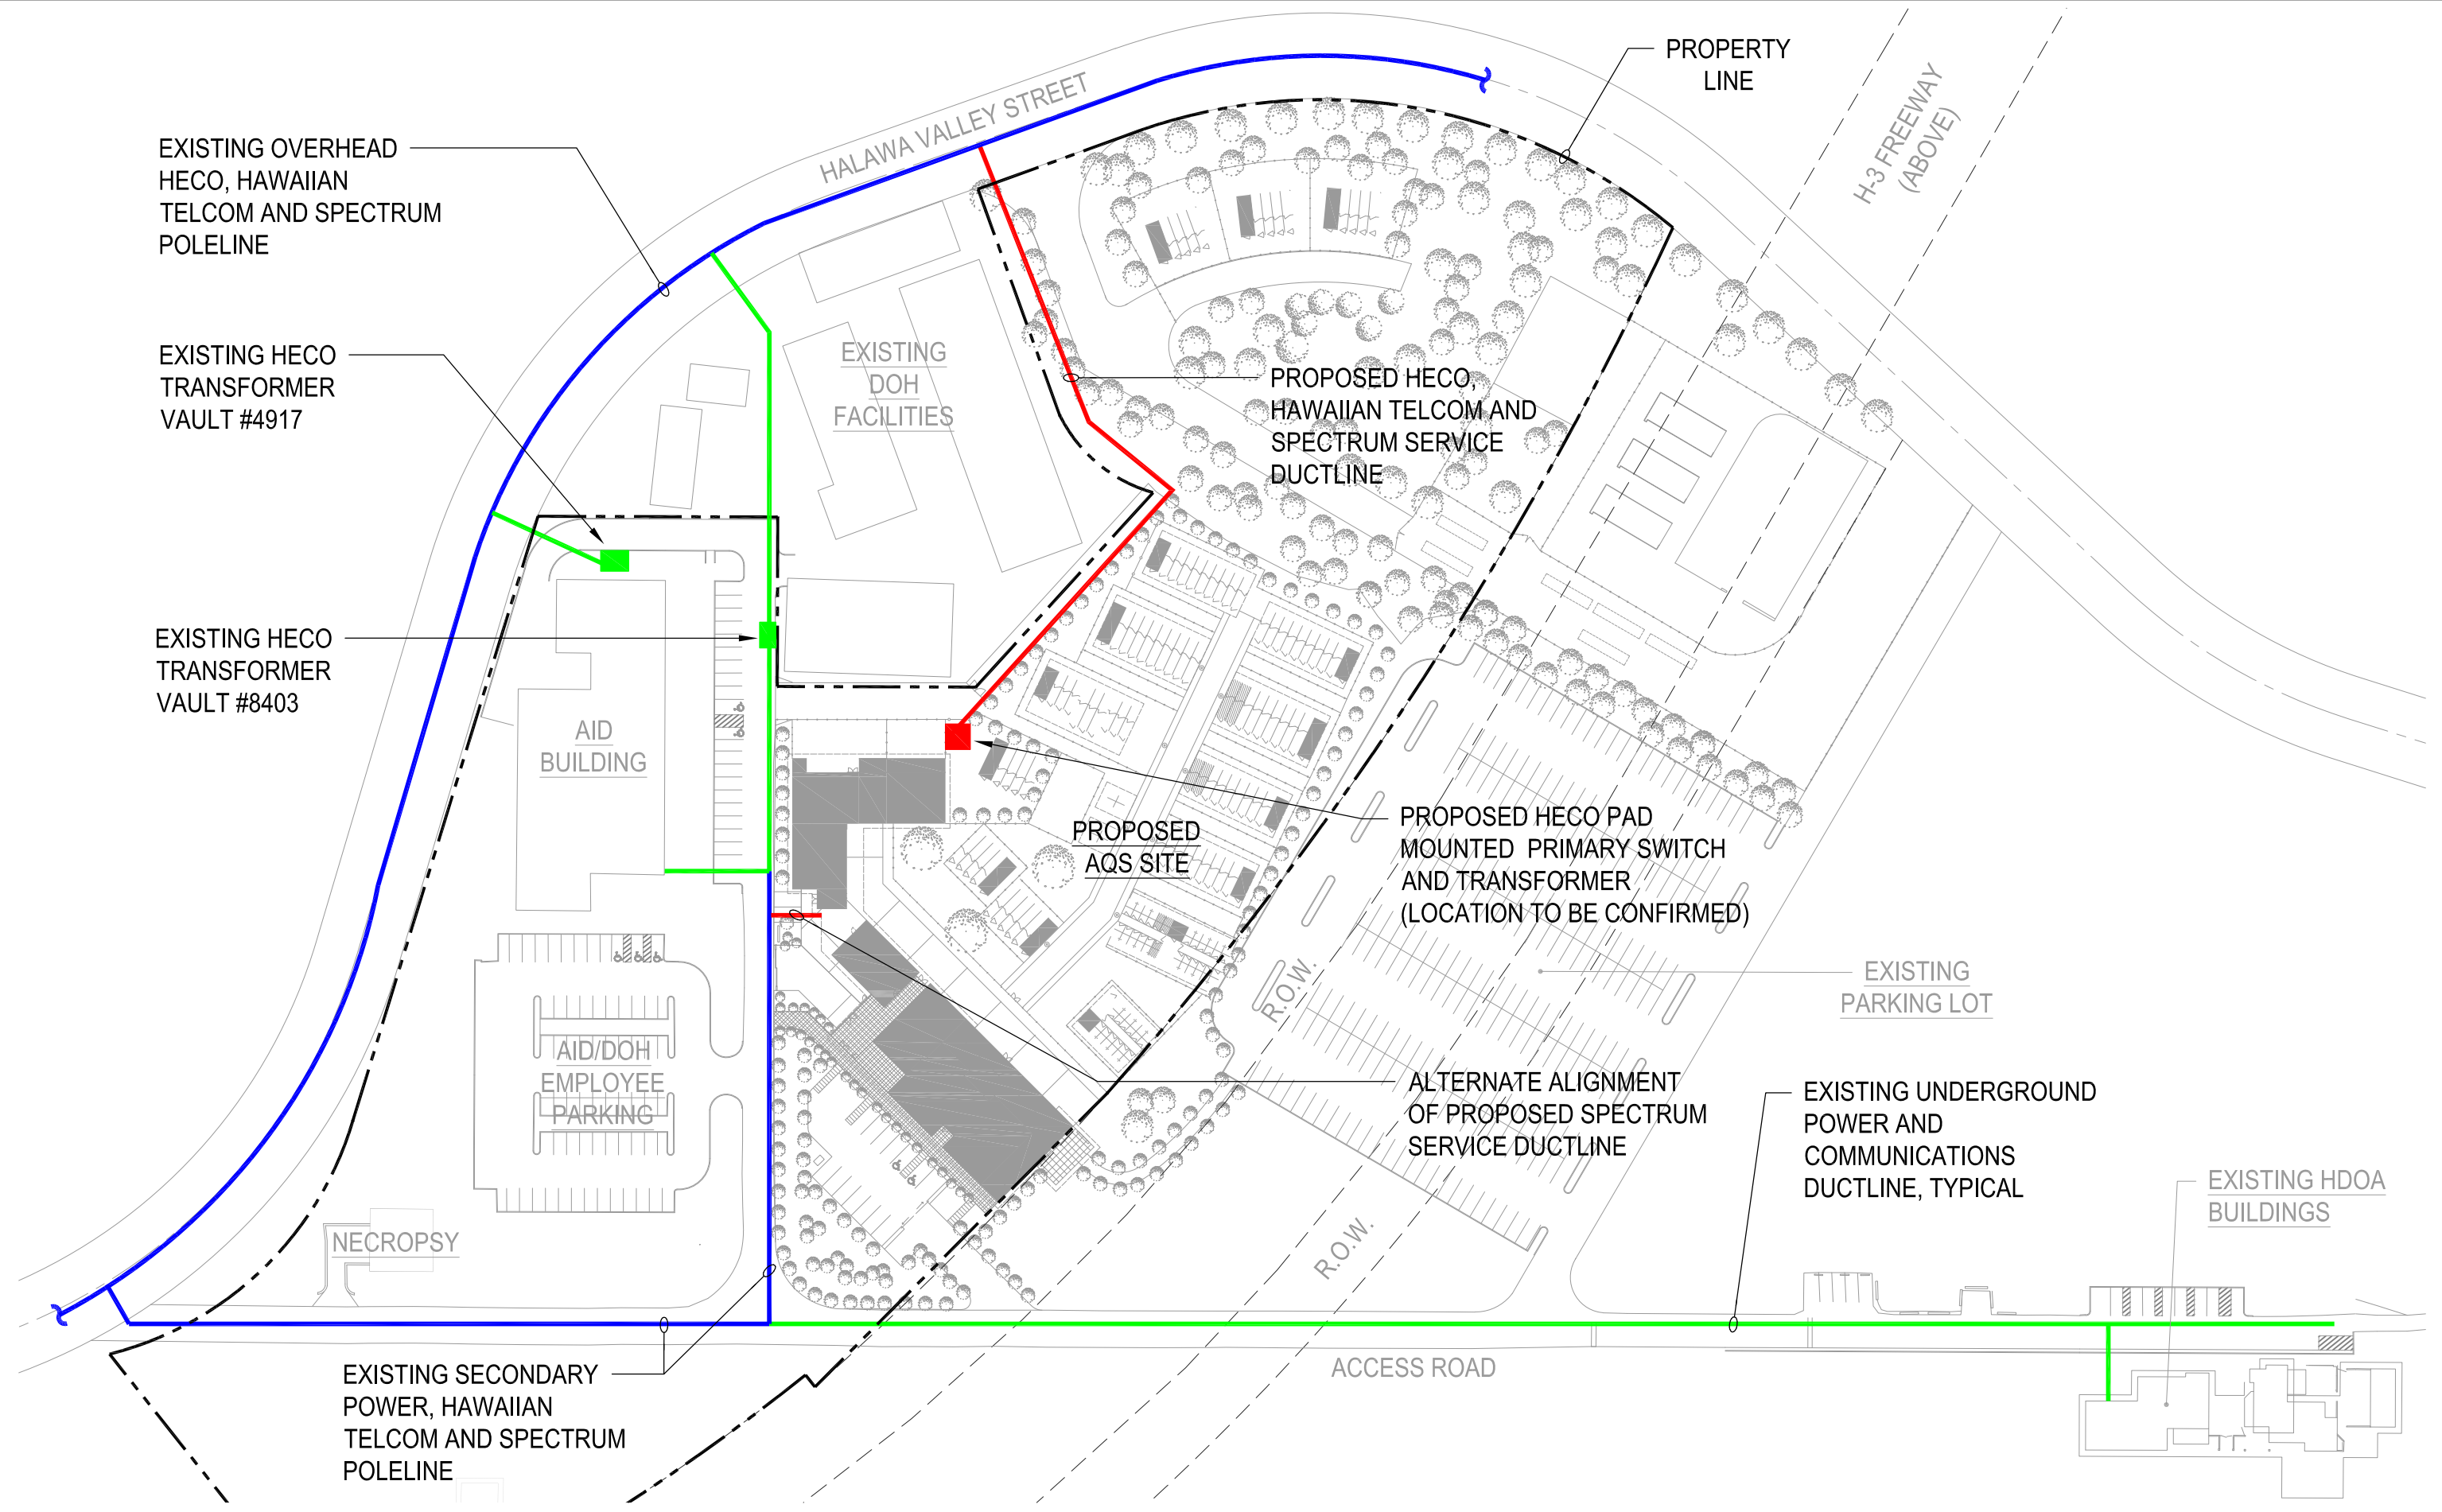 PROPERTY
LINE
H-3 FREEWAY
(ABOVE)
HALAWA VALLEY STREET
EXISTING OVERHEAD
HECO, HAWAIIAN
TELCOM AND SPECTRUM
POLELINE
EXISTING HECO
TRANSFORMER
VAULT #4917
EXISTING
DOH
FACILITIES
PROPOSED HECO,
HAWAIIAN TELCOM AND
SPECTRUM SERVICE
DUCTLINE
EXISTING HECO
TRANSFORMER
VAULT #8403
AID
BUILDING
PROPOSED
AQS SITE
PROPOSED HECO PAD
MOUNTED PRIMARY SWITCH
AND TRANSFORMER
(LOCATION TO BE CONFIRMED)
R.O.W.
EXISTING
PARKING LOT
AID/DOH
EMPLOYEE
PARKING
ALTERNATE ALIGNMENT
OF PROPOSED SPECTRUM
SERVICE DUCTLINE
EXISTING UNDERGROUND
POWER AND
COMMUNICATIONS
DUCTLINE, TYPICAL
EXISTING HDOA
BUILDINGS
NECROPSY
R.O.W.
ACCESS ROAD
EXISTING SECONDARY
POWER, HAWAIIAN
TELCOM AND SPECTRUM
POLELINE